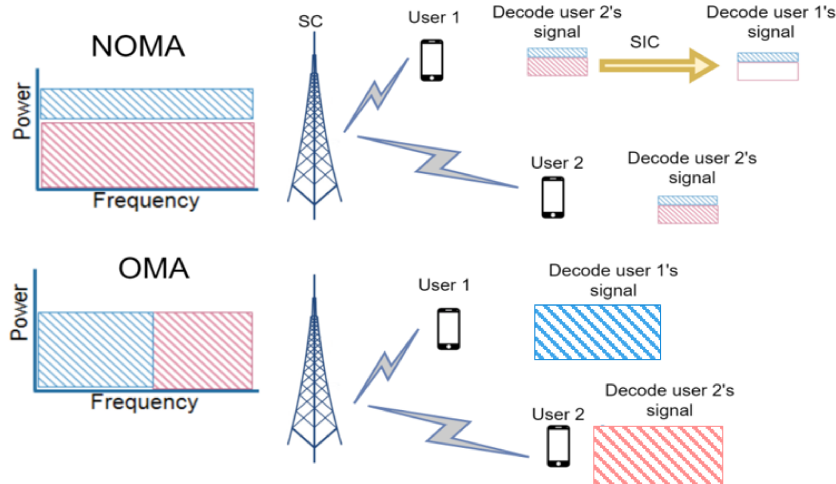 NOMA
Power
Frequency
SC
User 1
Decode user 2's
signal
SIC
Decode user 1's
signal
User 2
Decode user 2's
signal
OMA
Power
Frequency
User 1
Decode user 1's
signal
User 2
Decode user 2's
signal